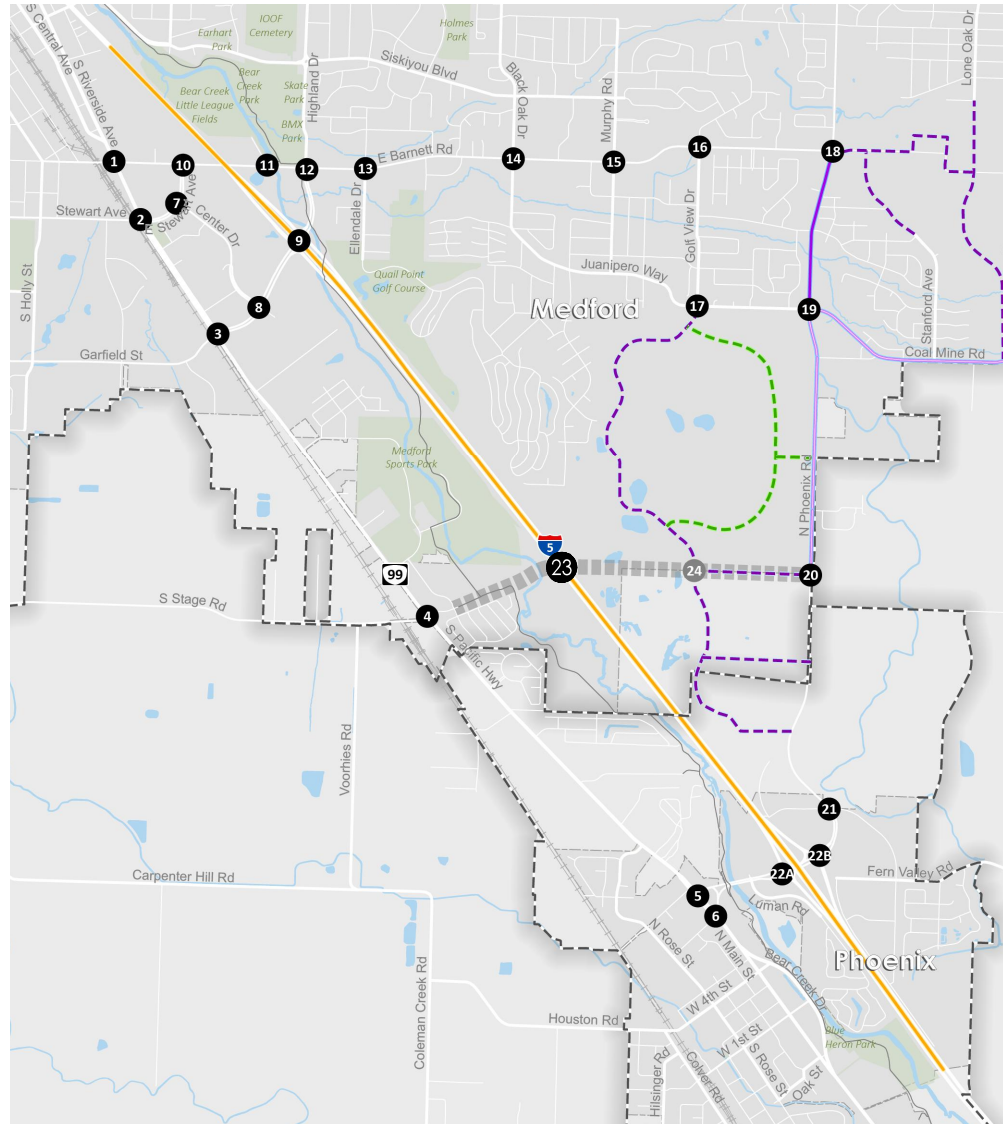 S Central Ave
S Riverside Ave
Earhart
Park
IOOF
Cemetery
Holmes
Park
Siskiyou Blvd
Highland Dr
Bear
Creek
Park
Skate
Park
BMX
Park
Bear Creek
Little League
Fields
Black Oak Dr
Murphy Rd
Lone Oak Dr
1
10
11
12
13
E Barnett Rd
14
15
16
18
Stewart Ave
2
7
Stewart Ave
Center Dr
9
Ellendale Dr
Quail Point
Golf Course
Juanipero Way
Golf View Dr
S Holly St
8
3
Medford
17
19
Stanford Ave
Coal Mine Rd
Garfield St
Medford
Sports Park
N Phoenix Rd
5
23
24
20
99
S Stage Rd
4
S Pacific Hwy
Voorhies Rd
21
22B
22A
Fern Valley Rd
Carpenter Hill Rd
5
6
Luman Rd
N Rose St
N Main St
Phoenix
Bear Creek Dr
Coleman Creek Rd
W 4th St
Houston Rd
W 1st St
Blue
Heron Park
S Rose St
Oak St
Hilsinger Rd
Colver Rd